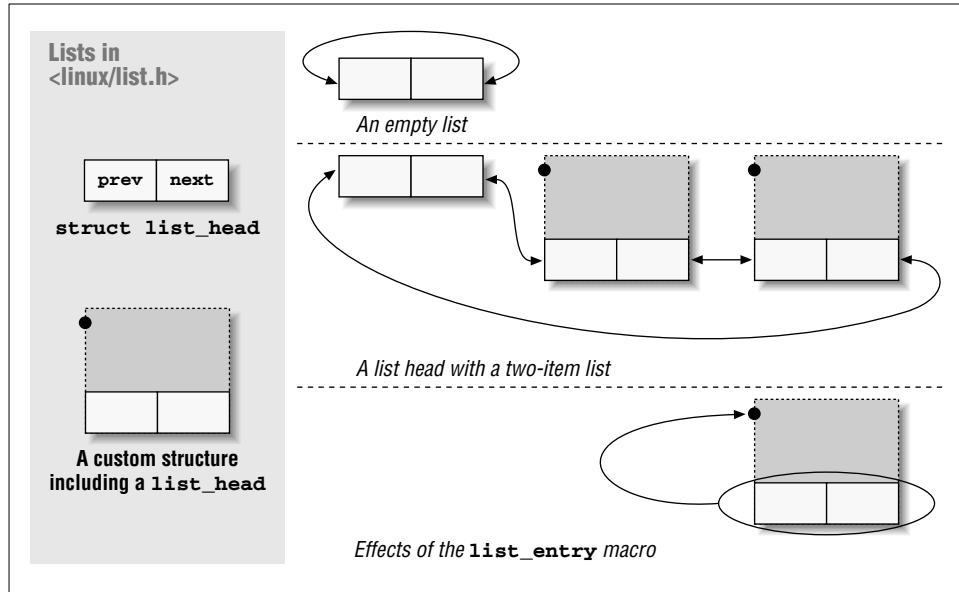 Lists in
<linux/list.h>
prev next
struct list_head
A custom structure
including a list_head
An empty list
A list head with a two-item list
Effects of the list_entry macro